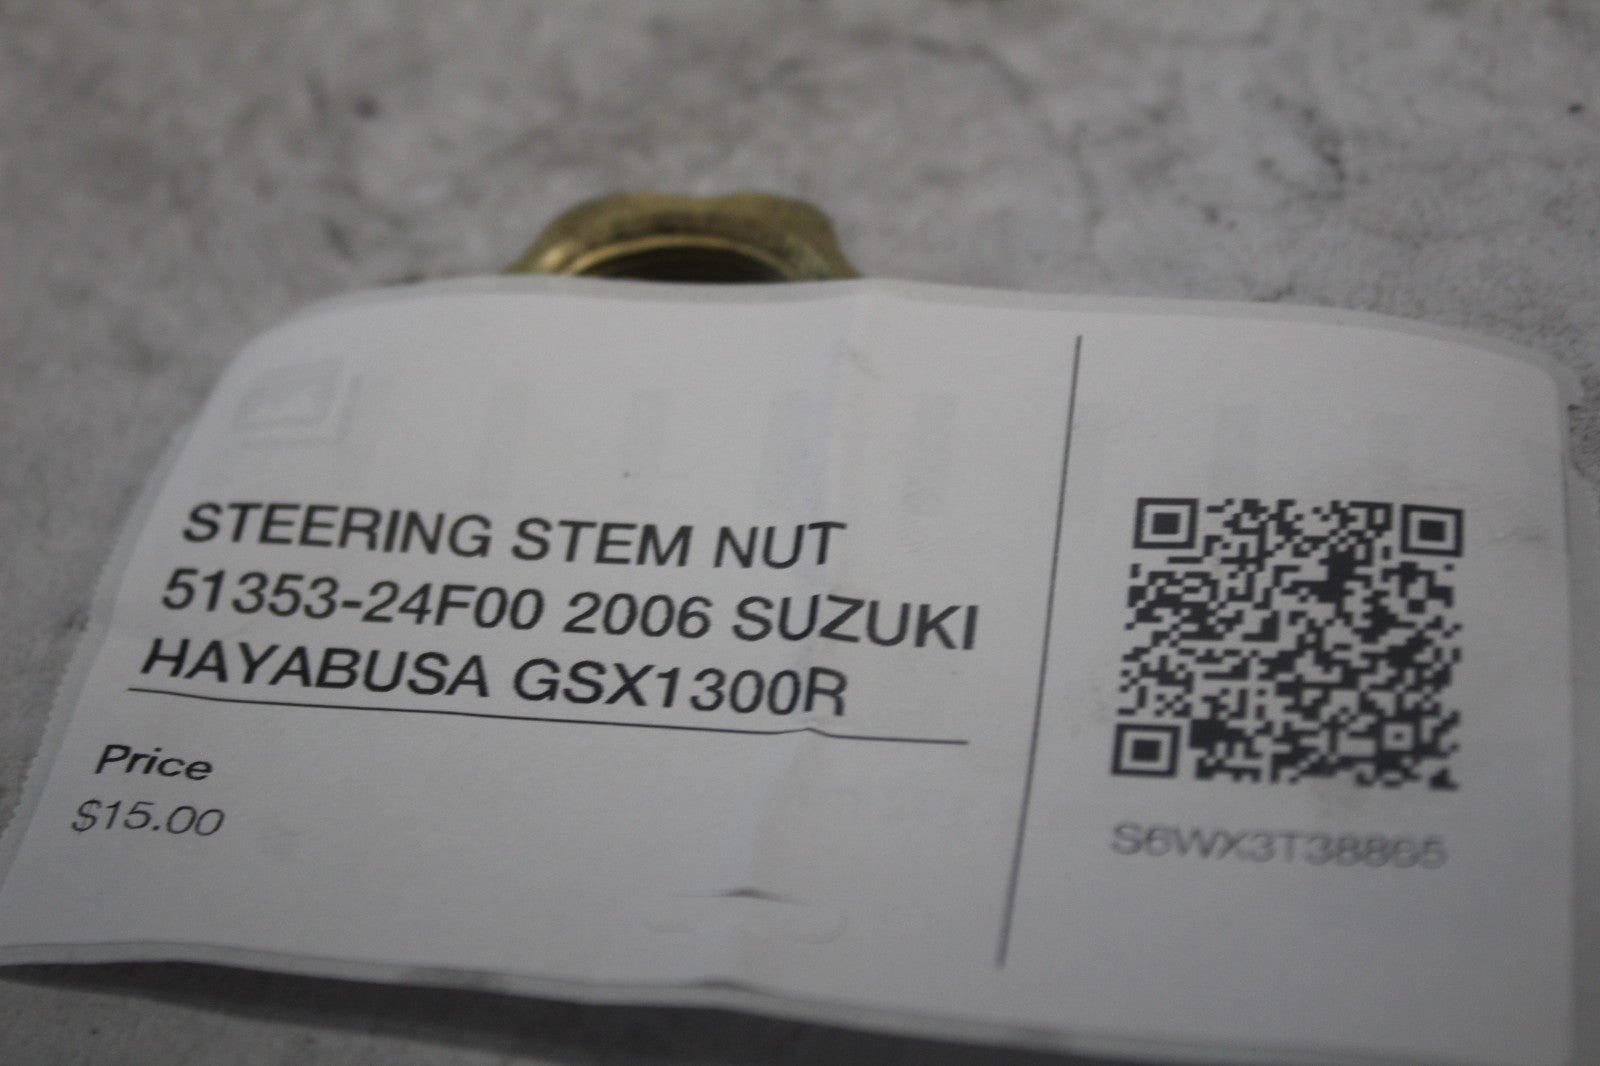 STEERING STEM NUT
51353-24F00 2006 SUZUKI
HAYABUSA GSX1300R
Price
$15.00
S6WX3T38865